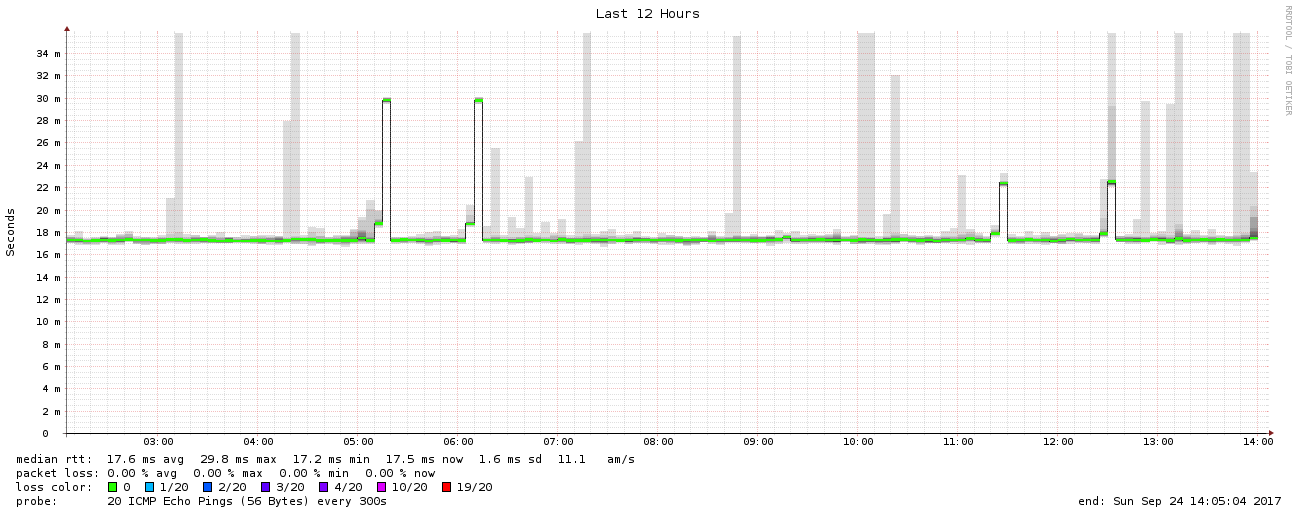 Last 12 Hours
RRDTOOL / TOBI OETIKER
Seconds
34 m
32 m
30 m
28 m
26 m
24 m
22 m
20 m
18 m
16 m
14 m
12 m
10 m
8 m
6 m
4 m
2 m
0
03:00 04:00 05:00 06:00 07:00 08:00 09:00 10:00 11:00 12:00 13:00 14:00
median rtt: 17.6 ms avg 29.8 ms max 17.2 ms min 17.5 ms now 1.6 ms sd 11.1 am/s
packet loss: 0.00 % avg 0.00 % max 0.00 % min 0.00 % now
loss color: 0 1/20 2/20 3/20 4/20 10/20 19/20
probe: 20 ICMP Echo Pings (56 Bytes) every 300s end: Sun Sep 24 14:05:04 2017